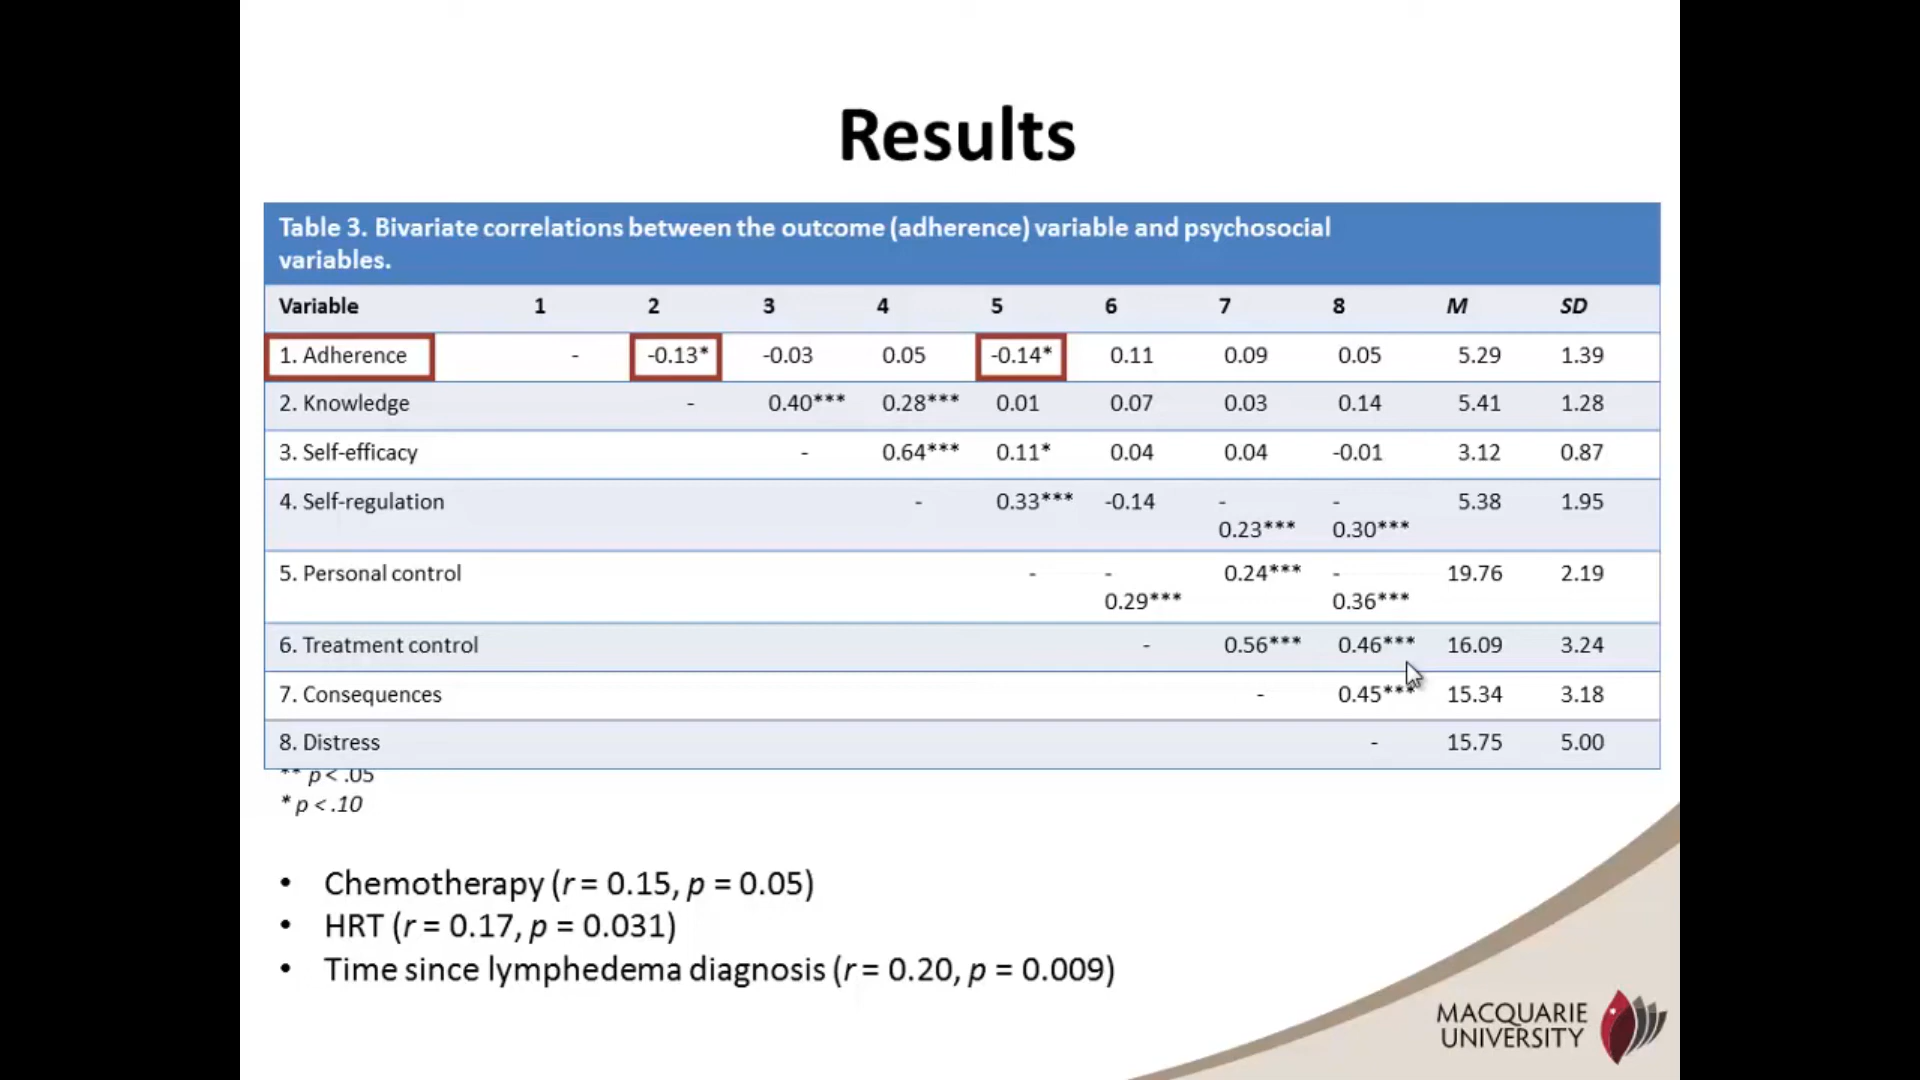 Results
Table 3. Bivariate correlations between the outcome (adherence) variable and psychosocial
variables.
Variable 1 2 3 4 5 6 7 8 M SD
1. Adherence - -0.13* -0.03 0.05 -0.14* 0.11 0.09 0.05 5.29 1.39
2. Knowledge - 0.40*** 0.28*** 0.01 0.07 0.03 0.14 5.41 1.28
3. Self-efficacy - 0.64*** 0.11* 0.04 0.04 -0.01 3.12 0.87
4. Self-regulation - 0.33*** -0.14 - - 5.38 1.95
0.23*** 0.30***
5. Personal control - - 0.24*** - 19.76 2.19
0.29*** 0.36***
6. Treatment control - 0.56*** 0.46*** 16.09 3.24
7. Consequences - 0.45*** 15.34 3.18
8. Distress - 15.75 5.00
** p < .05
* p < .10
• Chemotherapy (r = 0.15, p = 0.05)
• HRT (r = 0.17, p = 0.031)
• Time since lymphedema diagnosis (r = 0.20, p = 0.009)
MACQUARIE
UNIVERSITY